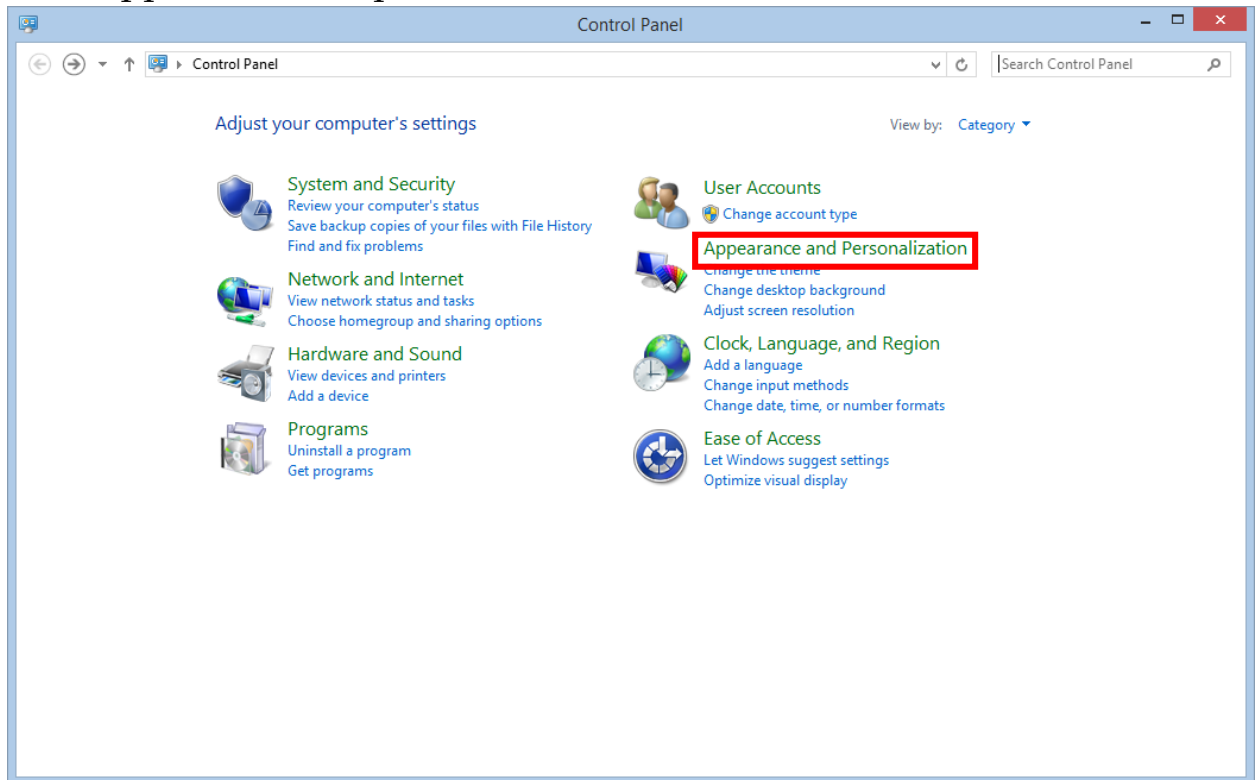 Control Panel
Control Panel
Search Control Panel
Adjust your computer's settings
View by: Category
System and Security
Review your computer's status
Save backup copies of your files with File History
Find and fix problems
Network and Internet
View network status and tasks
Choose homegroup and sharing options
Hardware and Sound
View devices and printers
Add a device
Programs
Uninstall a program
Get programs
User Accounts
Change account type
Appearance and Personalization
Change the theme
Change desktop background
Adjust screen resolution
Clock, Language, and Region
Add a language
Change input methods
Change date, time, or number formats
Ease of Access
Let Windows suggest settings
Optimize visual display